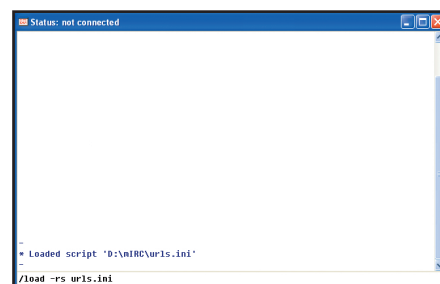 Status: not connected
-
* Loaded script 'D:\mIRC\urls.ini'
-
/load -rs urls.ini